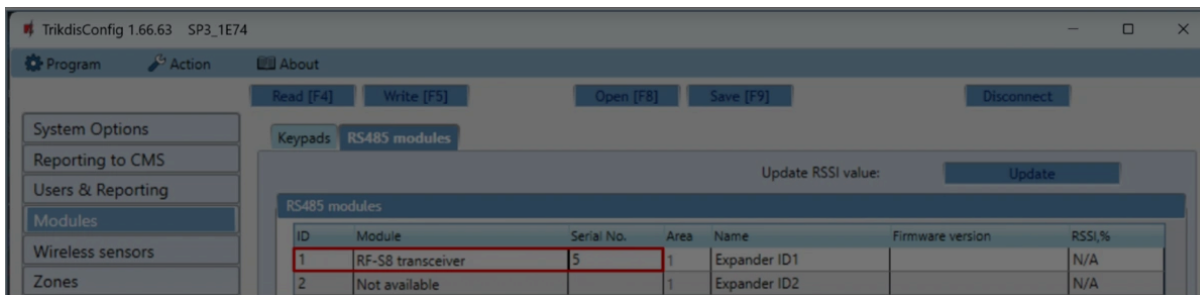 TrikdisConfig 1.66.63 SP3_1E74
Program Action About
Read [F4] Write [F5] Open [F8] Save [F9] Disconnect
System Options
Keypads RS485 modules
Reporting to CMS
Update RSSI value: Update
Users & Reporting
RS485 modules
Modules
ID Module Serial No. Area Name Firmware version RSSI,%
Wireless sensors
1 RF-S8 transceiver 5 1 Expander ID1 N/A
Zones
2 Not available 1 Expander ID2 N/A